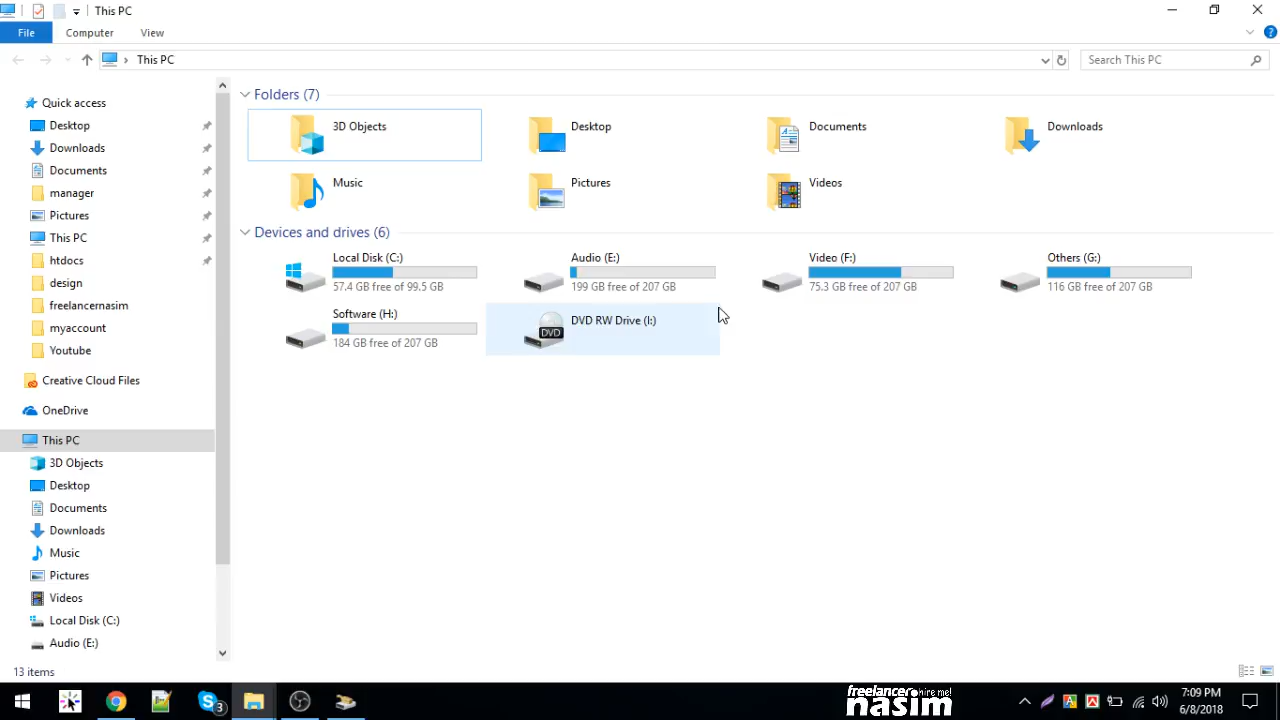 This PC
File
Computer
View
This PC
Search This PC
Quick access
Desktop
Downloads
Documents
manager
Pictures
This PC
htdocs
design
freelancernasim
myaccount
Youtube
Creative Cloud Files
OneDrive
This PC
3D Objects
Desktop
Documents
Downloads
Music
Pictures
Videos
Local Disk (C:)
Audio (E:)
Folders (7)
3D Objects
Desktop
Documents
Downloads
Music
Pictures
Videos
Devices and drives (6)
Local Disk (C:)
57.4 GB free of 99.5 GB
Audio (E:)
199 GB free of 207 GB
Video (F:)
75.3 GB free of 207 GB
Others (G:)
116 GB free of 207 GB
Software (H:)
184 GB free of 207 GB
DVD
DVD RW Drive (I:)
13 items
3
freelancer hire me!
nasim
7:09 PM
6/8/2018